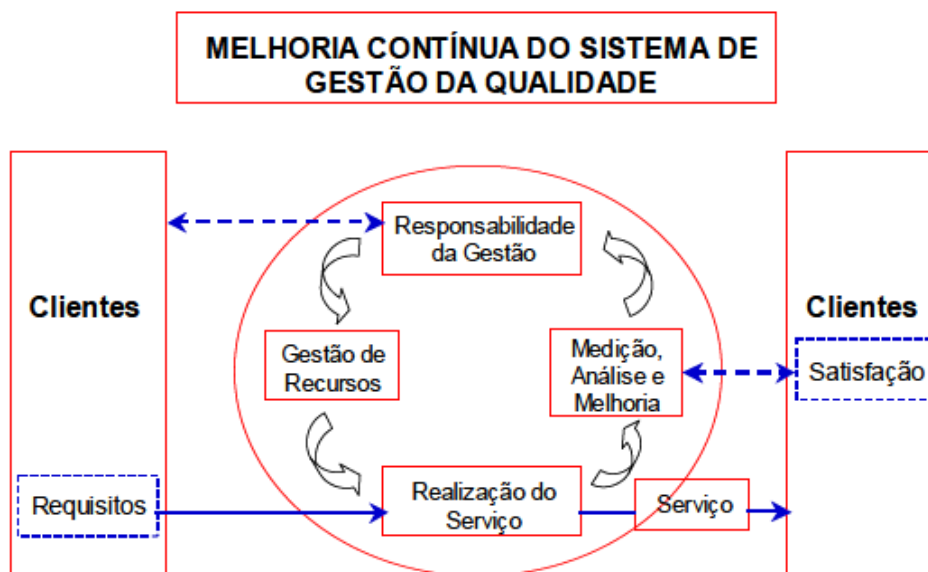 MELHORIA CONTÍNUA DO SISTEMA DE
GESTÃO DA QUALIDADE
Responsabilidade
da Gestão
Clientes
Clientes
Gestão de
Recursos
Medição,
Análise e
Melhoria
Satisfação
Requisitos
Realização do
Serviço
Serviço